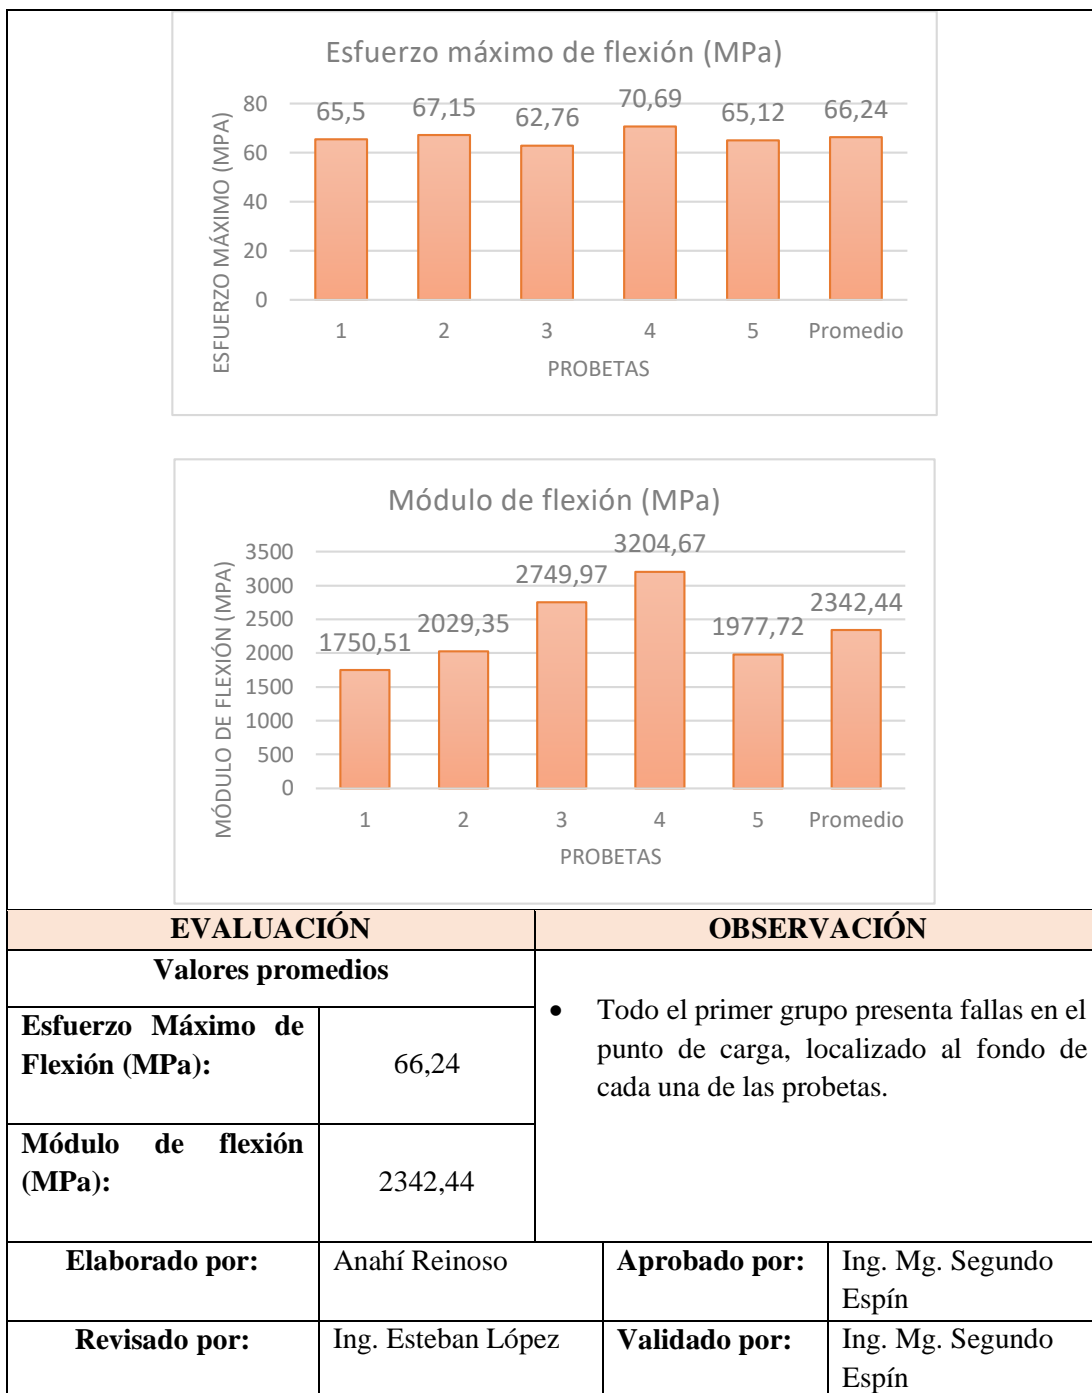 Esfuerzo máximo de flexión (MPa)
ESFUERZO MÁXIMO (MPA)
80
60
40
20
0
65,5 67,15 62,76 70,69 65,12 66,24
1 2 3 4 5 Promedio
PROBETAS
Módulo de flexión (MPa)
MÓDULO DE FLEXIÓN (MPA)
3500
3000
2500
2000
1500
1000
500
0
1750,51 2029,35 2749,97 3204,67 1977,72 2342,44
1 2 3 4 5 Promedio
PROBETAS
EVALUACIÓN
OBSERVACIÓN
Valores promedios
Esfuerzo Máximo de
Flexión (MPa):
66,24
Módulo de flexión
(MPa):
2342,44
• Todo el primer grupo presenta fallas en el
punto de carga, localizado al fondo de
cada una de las probetas.
Elaborado por:
Anahí Reinoso
Aprobado por:
Ing. Mg. Segundo
Espín
Revisado por:
Ing. Esteban López
Validado por:
Ing. Mg. Segundo
Espín